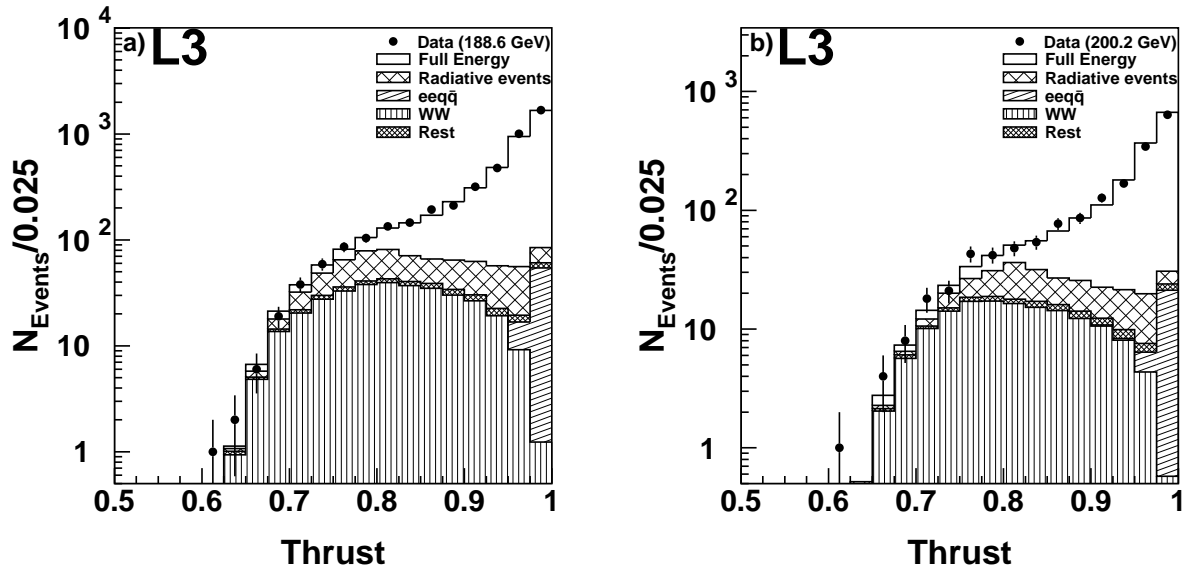 a) L3
Data (188.6 GeV)
Full Energy
Radiative events
eeqq̄
WW
Rest
N_Events/0.025
10^4
10^3
10^2
10
1
0.5 0.6 0.7 0.8 0.9 1
Thrust
b) L3
Data (200.2 GeV)
Full Energy
Radiative events
eeqq̄
WW
Rest
N_Events/0.025
10^3
10^2
10
1
0.5 0.6 0.7 0.8 0.9 1
Thrust